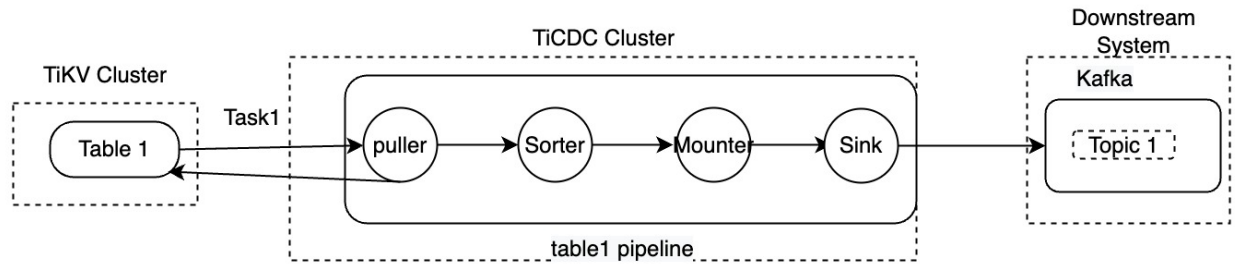 Downstream
System
TiCDC Cluster
TiKV Cluster
Kafka
Task1
Table 1
puller
Sorter
Mounter
Sink
Topic 1
table1 pipeline